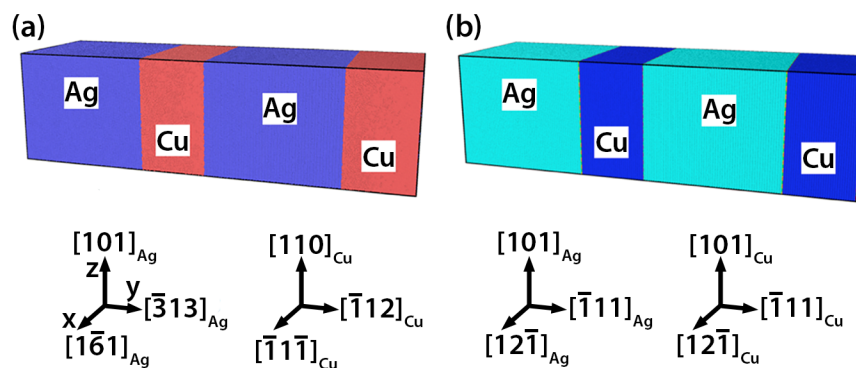 (a)
Ag
Cu
Ag
Cu
[101]Ag
z
y
x
[3̅13]Ag
[16̅1]Ag
[110]Cu
[1̅12]Cu
[1̅11̅]Cu
(b)
Ag
Cu
Ag
Cu
[101]Ag
[1̅11]Ag
[121̅]Ag
[101]Cu
[1̅11]Cu
[121̅]Cu